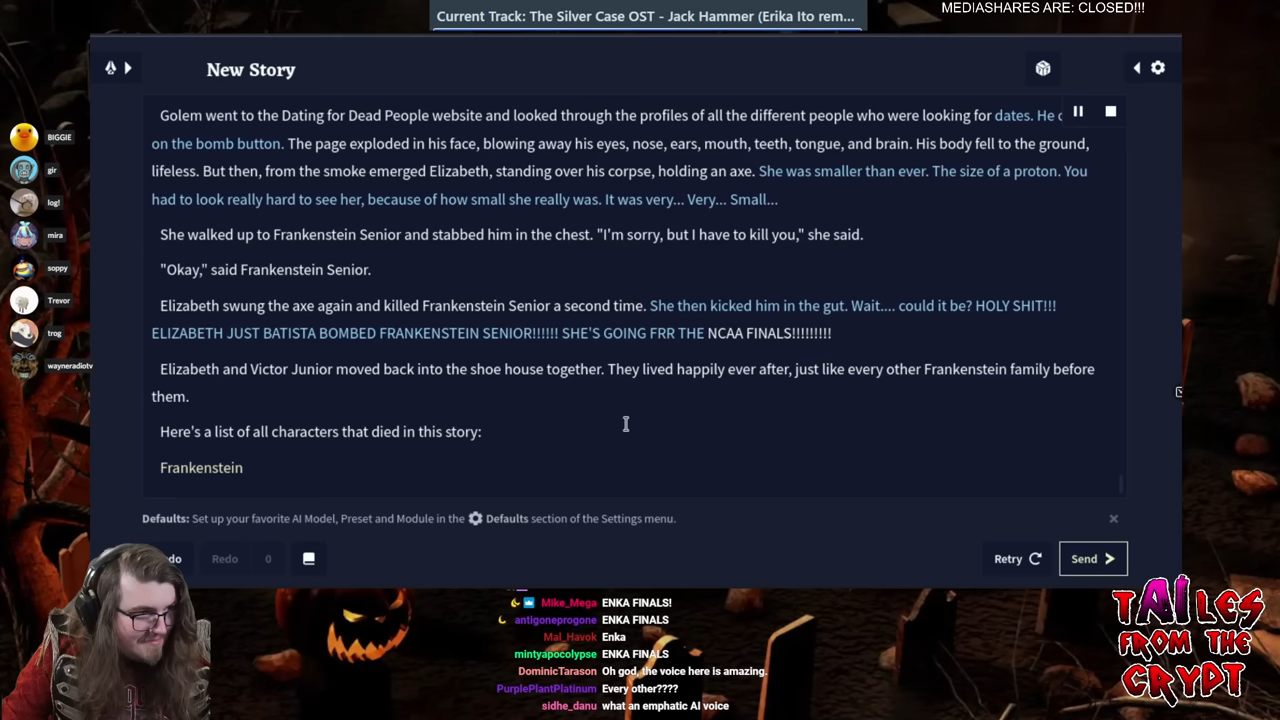 Current Track: The Silver Case OST - Jack Hammer (Erika Ito rem...
MEDIASHARES ARE: CLOSED!!!
New Story
Golem went to the Dating for Dead People website and looked through the profiles of all the different people who were looking for dates. He c
on the bomb button. The page exploded in his face, blowing away his eyes, nose, ears, mouth, teeth, tongue, and brain. His body fell to the ground,
lifeless. But then, from the smoke emerged Elizabeth, standing over his corpse, holding an axe. She was smaller than ever. The size of a proton. You
had to look really hard to see her, because of how small she really was. It was very... Very... Small...
She walked up to Frankenstein Senior and stabbed him in the chest. "I'm sorry, but I have to kill you," she said.
"Okay," said Frankenstein Senior.
Elizabeth swung the axe again and killed Frankenstein Senior a second time. She then kicked him in the gut. Wait.... could it be? HOLY SHIT!!!
ELIZABETH JUST BATISTA BOMBED FRANKENSTEIN SENIOR!!!!!! SHE'S GOING FRR THE NCAA FINALS!!!!!!!!!
Elizabeth and Victor Junior moved back into the shoe house together. They lived happily ever after, just like every other Frankenstein family before
them.
Here's a list of all characters that died in this story:
Frankenstein
BIGGIE
gir
log!
mira
soppy
Trevor
trog
wayneradiotv
Defaults: Set up your favorite AI Model, Preset and Module in the Defaults section of the Settings menu.
do
Redo
0
Retry
Send
Mike_Mega ENKA FINALS!
antigoneprogone ENKA FINALS
Mal_Havok Enka
mintyapocolypse ENKA FINALS
DominicTarason Oh god, the voice here is amazing.
PurplePlantPlatinum Every other????
sidhe_danu what an emphatic AI voice
TAILES
FROM THE
CRYPT